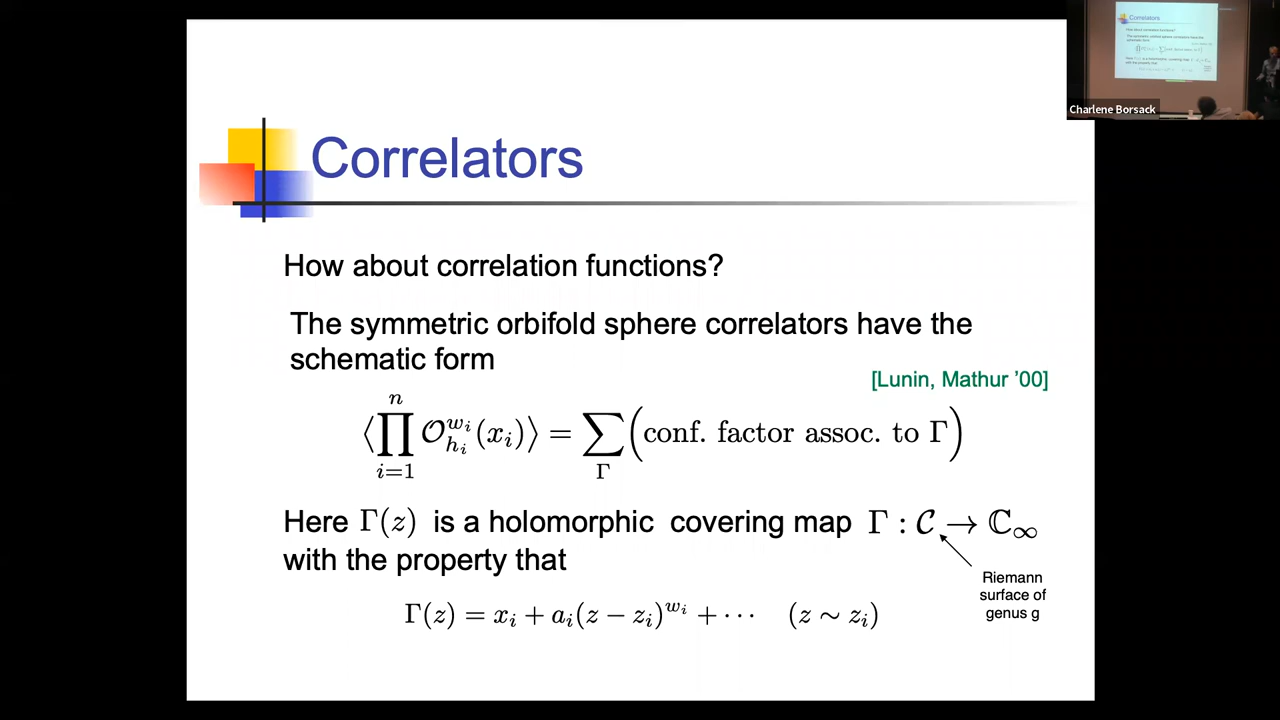 Correlators
How about correlation functions?
The symmetric orbifold sphere correlators have the
schematic form
[Lunin, Mathur ’00]
⟨∏_{i=1}^{n} 𝒪^{w_i}_{h_i}(x_i)⟩ = ∑_Γ (conf. factor assoc. to Γ)
Here Γ(z) is a holomorphic covering map Γ : 𝒞 → ℂ_∞
with the property that
Riemann
surface of
genus g
Γ(z) = x_i + a_i(z − z_i)^{w_i} + ⋯ (z ∼ z_i)
Charlene Borsack